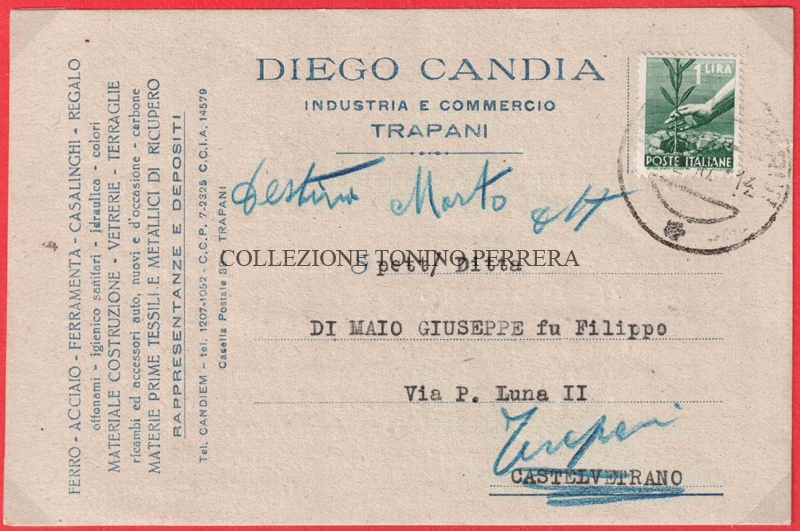 DIEGO CANDIA
INDUSTRIA E COMMERCIO
TRAPANI
1 LIRA
POSTE ITALIANE
FERRO - ACCIAIO - FERRAMENTA - CASALINGHI - REGALO
ottonami - igienico sanitari - idraulica - colori
MATERIALE COSTRUZIONE - VETRERIE - TERRAGLIE
ricambi ed accessori auto, nuovi e d'occasione - carbone
MATERIE PRIME TESSILI E METALLICI DI RICUPERO
RAPPRESENTANZE E DEPOSITI
Tel. CANDIEM - tel. 1207-1052 - C.C.P. 7-2325 C.C.I.A. 14579
Casella Postale TRAPANI
Morto
COLLEZIONE TONINO PERRERA
Spett/ Ditta
DI MAIO GIUSEPPE fu Filippo
Via P. Luna II
Trapani
CASTELVETRANO